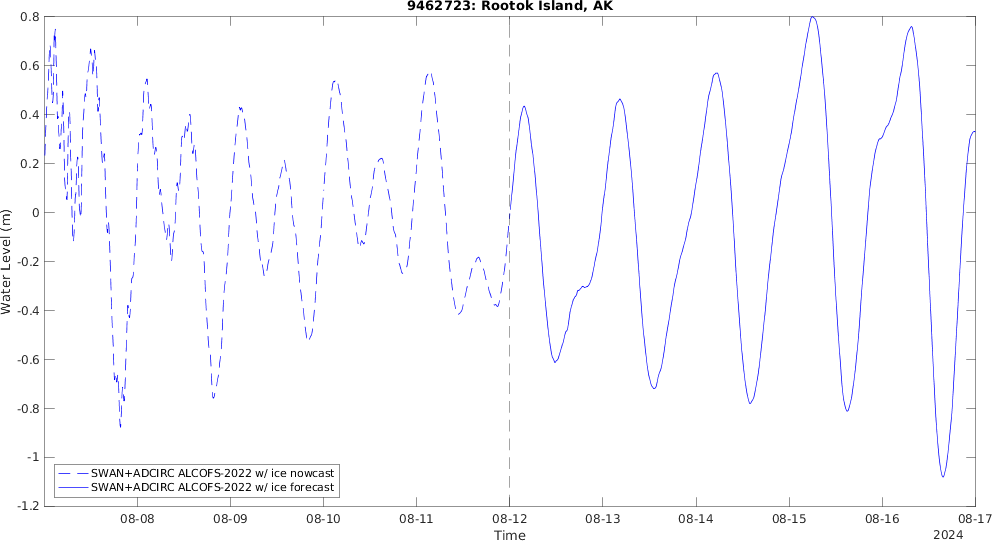 9462723: Rootok Island, AK
0.8
0.6
0.4
0.2
0
-0.2
-0.4
-0.6
-0.8
-1
-1.2
Water Level (m)
SWAN+ADCIRC ALCOFS-2022 w/ ice nowcast
SWAN+ADCIRC ALCOFS-2022 w/ ice forecast
08-08 08-09 08-10 08-11 08-12 08-13 08-14 08-15 08-16 08-17
Time
2024